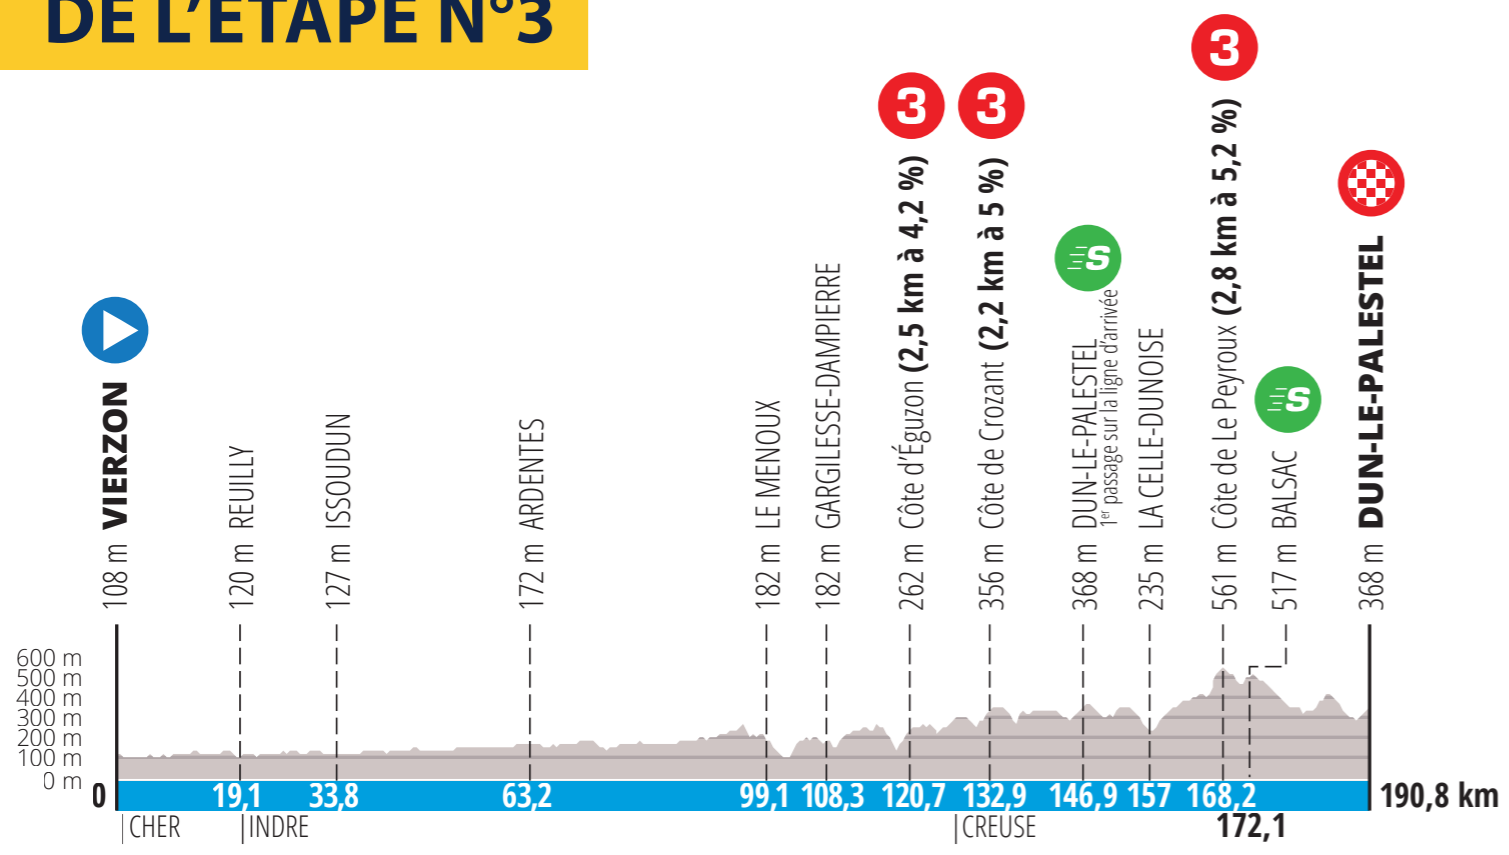 DE L'ÉTAPE N°3
3
3
3
S
S
108 m VIERZON
120 m REUILLY
127 m ISSOUDUN
172 m ARDENTES
182 m LE MENOUX
182 m GARGILESSE-DAMPIERRE
262 m Côte d'Éguzon (2,5 km à 4,2 %)
356 m Côte de Crozant (2,2 km à 5 %)
368 m DUN-LE-PALESTEL
1er passage sur la ligne d'arrivée
235 m LA CELLE-DUNOISE
561 m Côte de Le Peyroux (2,8 km à 5,2 %)
517 m BALSAC
368 m DUN-LE-PALESTEL
600 m
500 m
400 m
300 m
200 m
100 m
0 m
0 19,1 33,8 63,2 99,1 108,3 120,7 132,9 146,9 157 168,2 190,8 km
172,1
CHER INDRE CREUSE